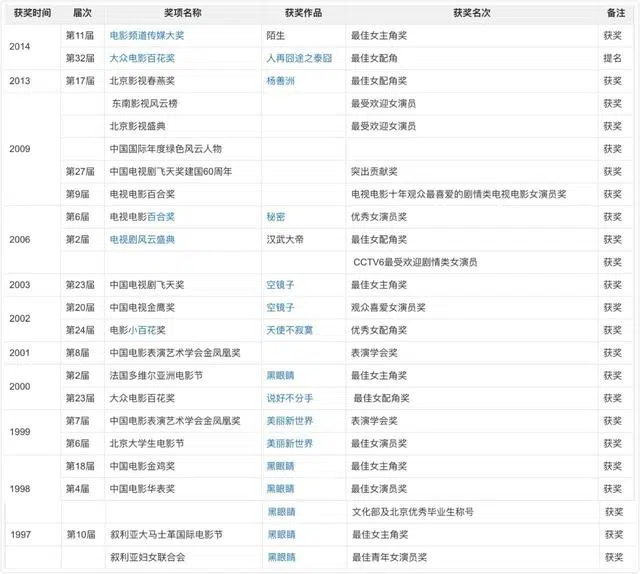 获奖时间 届次 奖项名称 获奖作品 获奖名次 备注
2014 第11届 电影频道传媒大奖 陌生 最佳女主角奖 获奖
第32届 大众电影百花奖 人再囧途之泰囧 最佳女配角 提名
2013 第17届 北京影视春燕奖 杨善洲 最佳女配角奖 获奖
2009 东南影视风云榜 最受欢迎女演员 获奖
北京影视盛典 最受欢迎女演员 获奖
中国国际年度绿色风云人物 获奖
第27届 中国电视剧飞天奖建国60周年 突出贡献奖 获奖
第9届 电视电影百合奖 电视电影十年观众最喜爱的剧情类电视电影女演员奖 获奖
2006 第6届 电视电影百合奖 秘密 优秀女演员奖 获奖
第2届 电视剧风云盛典 汉武大帝 最佳女配角奖 获奖
CCTV6最受欢迎剧情类女演员 获奖
2003 第23届 中国电视剧飞天奖 空镜子 最佳女主角奖 获奖
2002 第20届 中国电视金鹰奖 空镜子 观众喜爱女演员奖 获奖
第24届 电影小百花奖 天使不寂寞 优秀女配角奖 获奖
2001 第8届 中国电影表演艺术学会金凤凰奖 表演学会奖 获奖
2000 第2届 法国多维尔亚洲电影节 黑眼睛 最佳女主角奖 获奖
第23届 大众电影百花奖 说好不分手 最佳女配角奖 获奖
1999 第7届 中国电影表演艺术学会金凤凰奖 美丽新世界 表演学会奖 获奖
第6届 北京大学生电影节 美丽新世界 最佳女演员奖 获奖
1998 第18届 中国电影金鸡奖 黑眼睛 最佳女主角奖 获奖
第4届 中国电影华表奖 黑眼睛 最佳女演员奖 获奖
黑眼睛 文化部及北京优秀毕业生称号 获奖
1997 第10届 叙利亚大马士革国际电影节 黑眼睛 最佳女主角奖 获奖
叙利亚妇女联合会 黑眼睛 最佳青年女演员奖 获奖